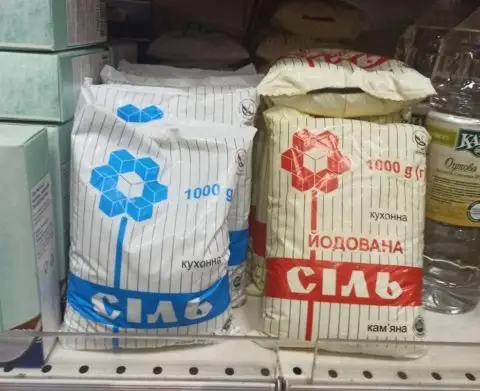 1000 g
кухонна
СІЛЬ
1000 g (г)
кухонна
ЙОДОВАНА
СІЛЬ
кам'яна